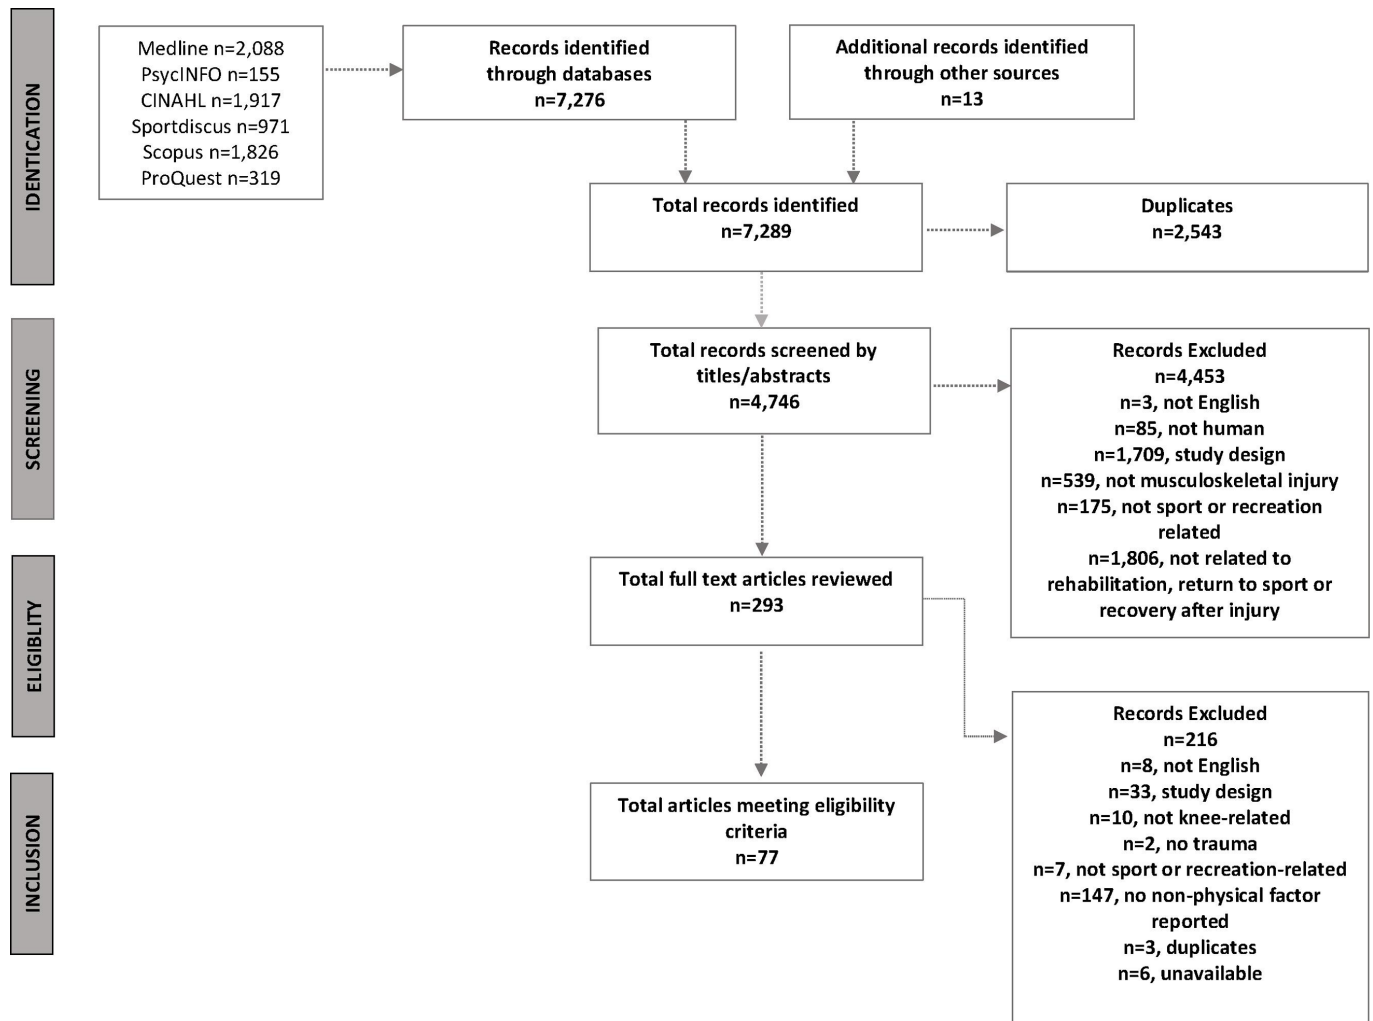 IDENTICATION
Medline n=2,088
PsycINFO n=155
CINAHL n=1,917
Sportdiscus n=971
Scopus n=1,826
ProQuest n=319
Records identified
through databases
n=7,276
Additional records identified
through other sources
n=13
Total records identified
n=7,289
Duplicates
n=2,543
SCREENING
Total records screened by
titles/abstracts
n=4,746
Records Excluded
n=4,453
n=3, not English
n=85, not human
n=1,709, study design
n=539, not musculoskeletal injury
n=175, not sport or recreation
related
n=1,806, not related to
rehabilitation, return to sport or
recovery after injury
ELIGIBLITY
Total full text articles reviewed
n=293
Records Excluded
n=216
n=8, not English
n=33, study design
n=10, not knee-related
n=2, no trauma
n=7, not sport or recreation-related
n=147, no non-physical factor
reported
n=3, duplicates
n=6, unavailable
INCLUSION
Total articles meeting eligibility
criteria
n=77